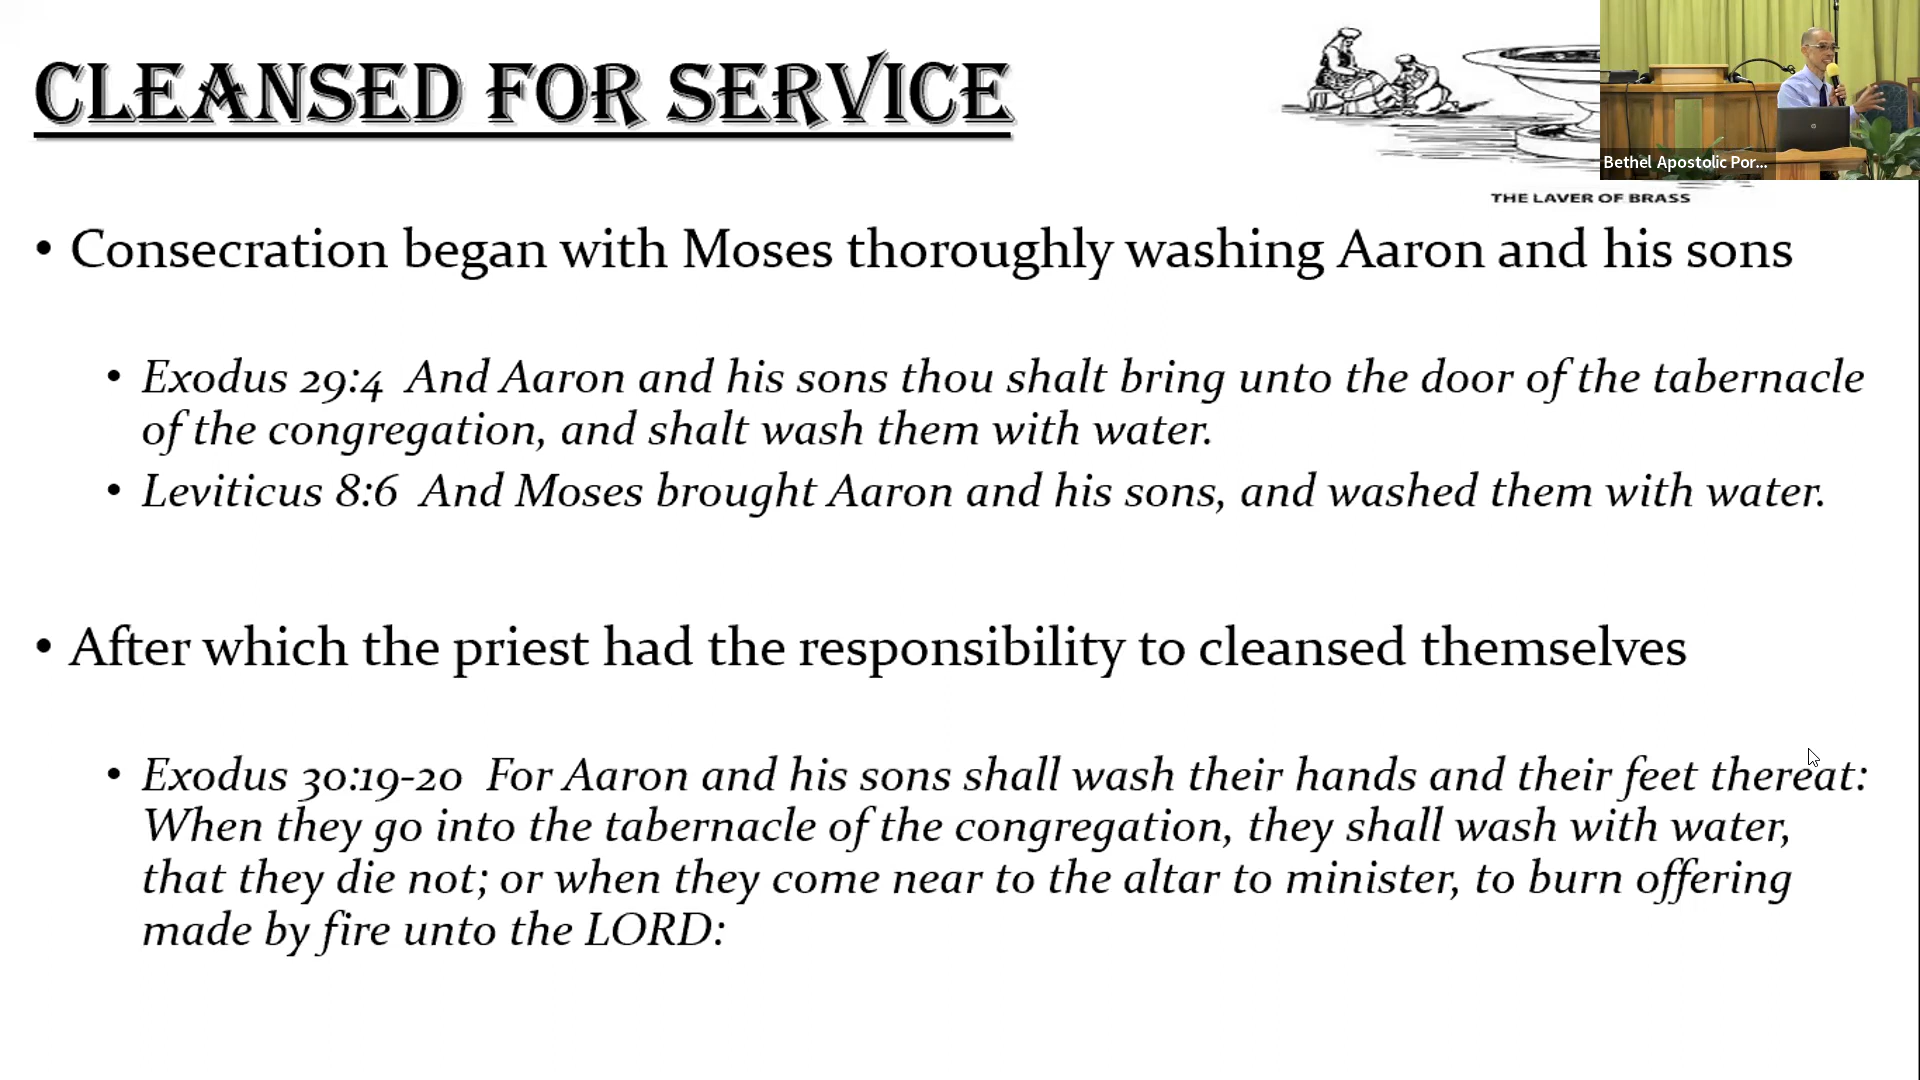 CLEANSED FOR SERVICE
Bethel Apostolic Por...
THE LAVER OF BRASS
• Consecration began with Moses thoroughly washing Aaron and his sons
• Exodus 29:4 And Aaron and his sons thou shalt bring unto the door of the tabernacle
of the congregation, and shalt wash them with water.
• Leviticus 8:6 And Moses brought Aaron and his sons, and washed them with water.
• After which the priest had the responsibility to cleansed themselves
• Exodus 30:19-20 For Aaron and his sons shall wash their hands and their feet thereat:
When they go into the tabernacle of the congregation, they shall wash with water,
that they die not; or when they come near to the altar to minister, to burn offering
made by fire unto the LORD: